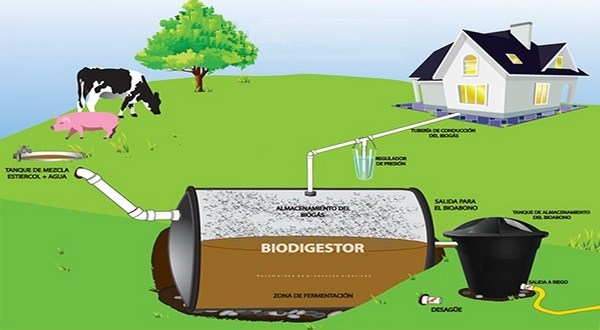 TUBERÍA DE CONDUCCIÓN
DEL BIOGÁS
REGULADOR
DE PRESIÓN
TANQUE DE MEZCLA
ESTIERCOL + AGUA
ALMACENAMIENTO DEL
BIOGÁS
SALIDA PARA
EL BIOABONO
TANQUE DE ALMACENAMIENTO
DEL BIOABONO
BIODIGESTOR
ZONA DE FERMENTACIÓN
SALIDA A RIEGO
DESAGÜE